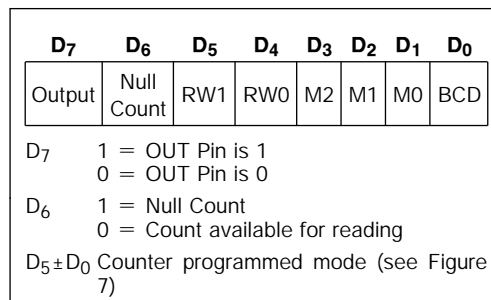 D7 D6 D5 D4 D3 D2 D1 D0
Output Null Count RW1 RW0 M2 M1 M0 BCD
D7 1 = OUT Pin is 1
0 = OUT Pin is 0
D6 1 = Null Count
0 = Count available for reading
D5±D0 Counter programmed mode (see Figure
7)